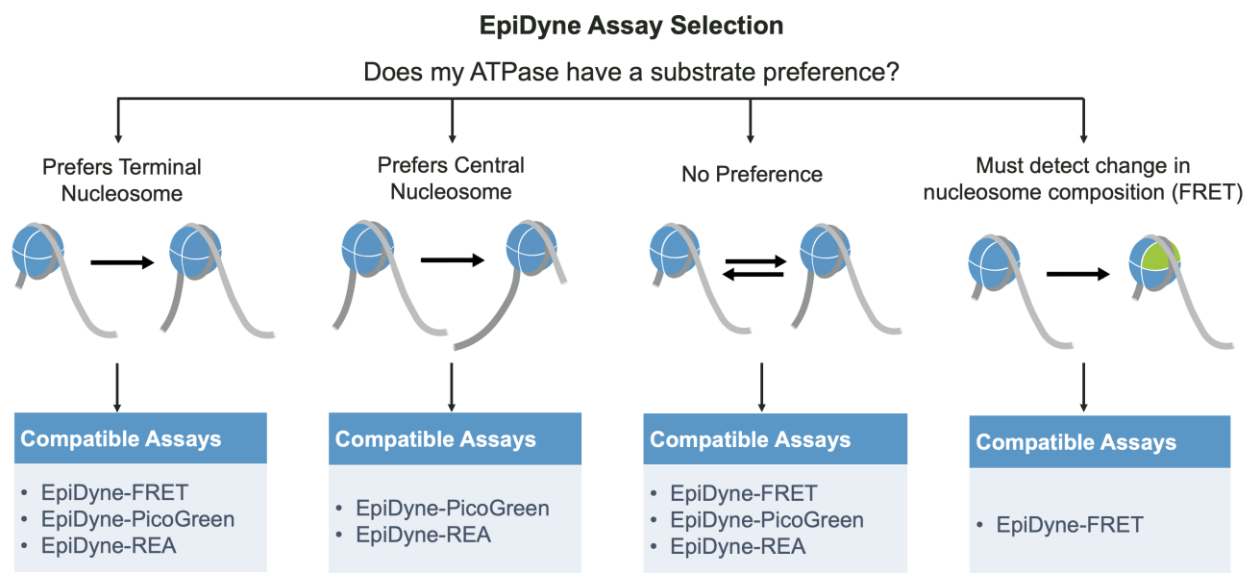 EpiDyne Assay Selection
Does my ATPase have a substrate preference?
Prefers Terminal
Nucleosome
Prefers Central
Nucleosome
No Preference
Must detect change in
nucleosome composition (FRET)
Compatible Assays
• EpiDyne-FRET
• EpiDyne-PicoGreen
• EpiDyne-REA
Compatible Assays
• EpiDyne-PicoGreen
• EpiDyne-REA
Compatible Assays
• EpiDyne-FRET
• EpiDyne-PicoGreen
• EpiDyne-REA
Compatible Assays
• EpiDyne-FRET